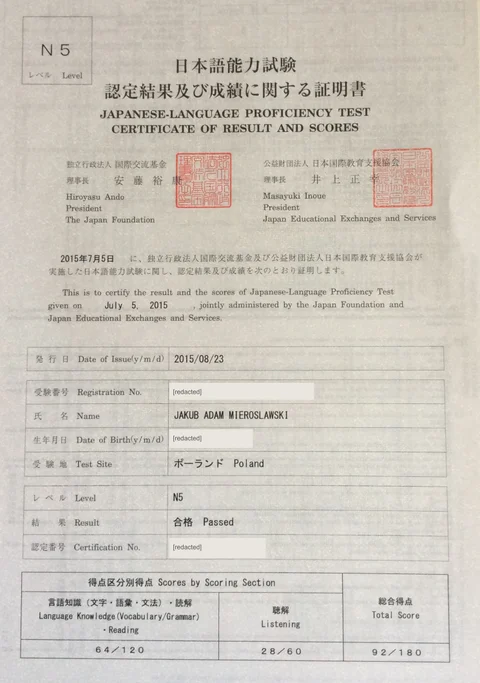 N5
レベル Level
日本語能力試験
認定結果及び成績に関する証明書
JAPANESE-LANGUAGE PROFICIENCY TEST
CERTIFICATE OF RESULT AND SCORES
独立行政法人 国際交流基金
理事長 安藤裕康
Hiroyasu Ando
President
The Japan Foundation
公益財団法人 日本国際教育支援協会
理事長 井上正幸
Masayuki Inoue
President
Japan Educational Exchanges and Services
2015年7月5日 に、独立行政法人国際交流基金及び公益財団法人日本国際教育支援協会が
実施した日本語能力試験に関し、認定結果及び成績を次のとおり証明します。
This is to certify the result and the scores of Japanese-Language Proficiency Test
given on July 5, 2015 , jointly administered by the Japan Foundation and
Japan Educational Exchanges and Services.
発行日 Date of Issue(y/m/d) 2015/08/23
受験番号 Registration No. [redacted]
氏名 Name JAKUB ADAM MIEROSLAWSKI
生年月日 Date of Birth(y/m/d) [redacted]
受験地 Test Site ポーランド Poland
レベル Level N5
結果 Result 合格 Passed
認定番号 Certification No. [redacted]
得点区分別得点 Scores by Scoring Section
総合得点
Total Score
言語知識（文字・語彙・文法）・読解
Language Knowledge(Vocabulary/Grammar)
・Reading
聴解
Listening
64/120
28/60
92/180